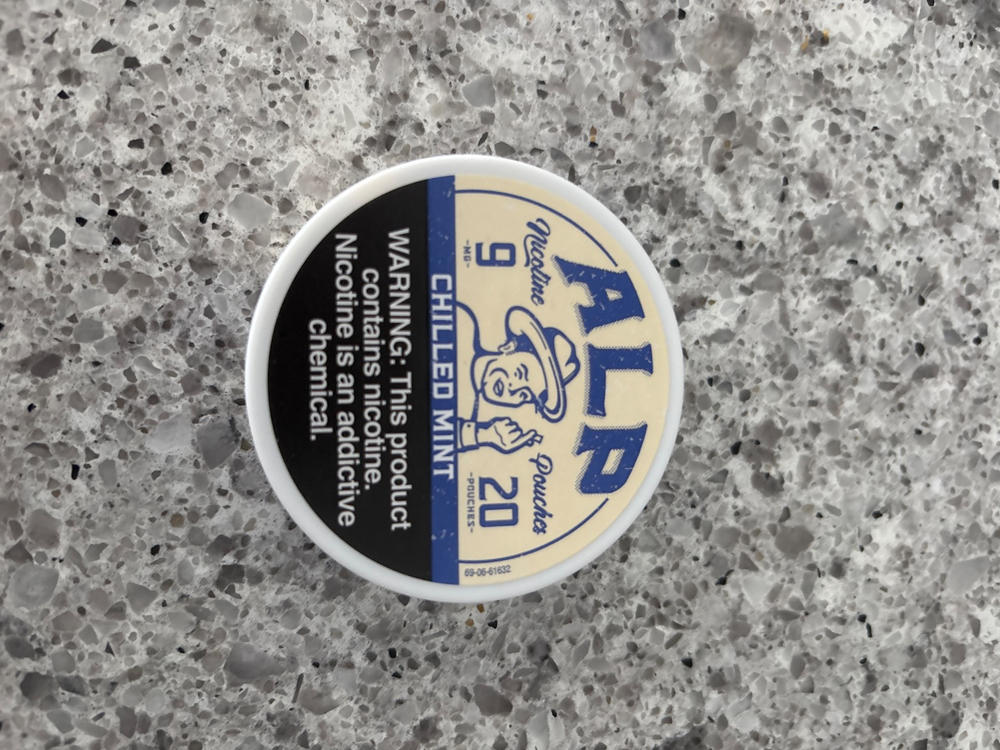 ALP
Nicotine Pouches
9 20
-MG- -POUCHES-
69-06-61632
CHILLED MINT
WARNING: This product
contains nicotine.
Nicotine is an addictive
chemical.